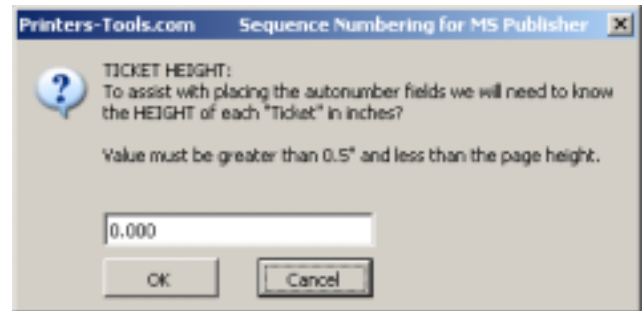 Printers-Tools.com Sequence Numbering for MS Publisher
TICKET HEIGHT:
To assist with placing the autonumber fields we will need to know
the HEIGHT of each "Ticket" in inches?
Value must be greater than 0.5" and less than the page height.
0.000
OK Cancel